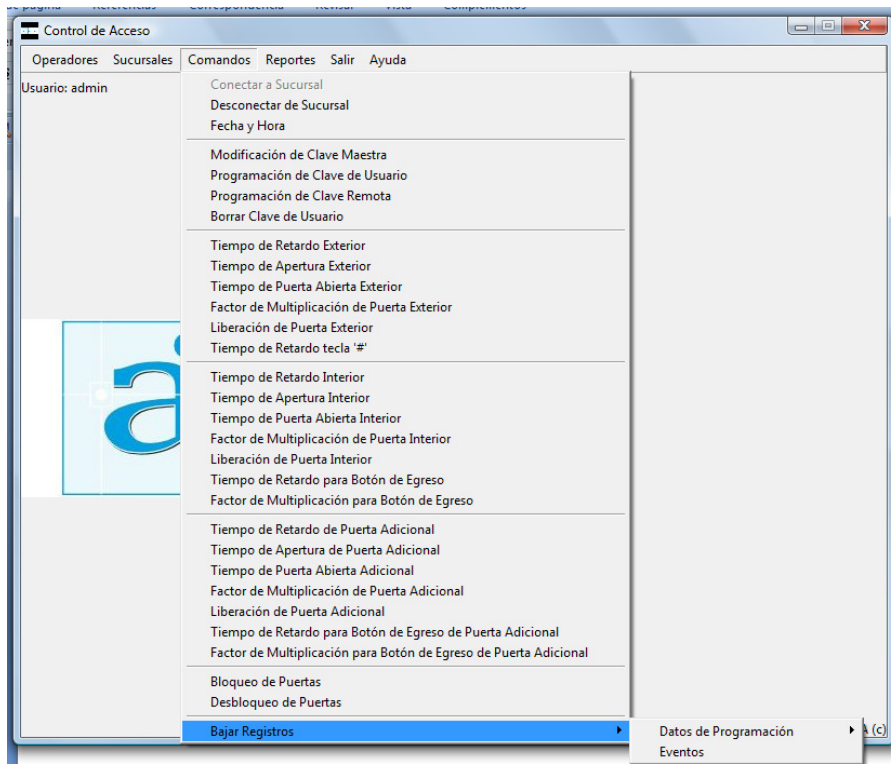 Control de Acceso
Operadores Sucursales Comandos Reportes Salir Ayuda
Usuario: admin
Conectar a Sucursal
Desconectar de Sucursal
Fecha y Hora
Modificación de Clave Maestra
Programación de Clave de Usuario
Programación de Clave Remota
Borrar Clave de Usuario
Tiempo de Retardo Exterior
Tiempo de Apertura Exterior
Tiempo de Puerta Abierta Exterior
Factor de Multiplicación de Puerta Exterior
Liberación de Puerta Exterior
Tiempo de Retardo tecla '#'
Tiempo de Retardo Interior
Tiempo de Apertura Interior
Tiempo de Puerta Abierta Interior
Factor de Multiplicación de Puerta Interior
Liberación de Puerta Interior
Tiempo de Retardo para Botón de Egreso
Factor de Multiplicación para Botón de Egreso
Tiempo de Retardo de Puerta Adicional
Tiempo de Apertura de Puerta Adicional
Tiempo de Puerta Abierta Adicional
Factor de Multiplicación de Puerta Adicional
Liberación de Puerta Adicional
Tiempo de Retardo para Botón de Egreso de Puerta Adicional
Factor de Multiplicación para Botón de Egreso de Puerta Adicional
Bloqueo de Puertas
Desbloqueo de Puertas
Bajar Registros
Datos de Programación
Eventos
a
A (c)